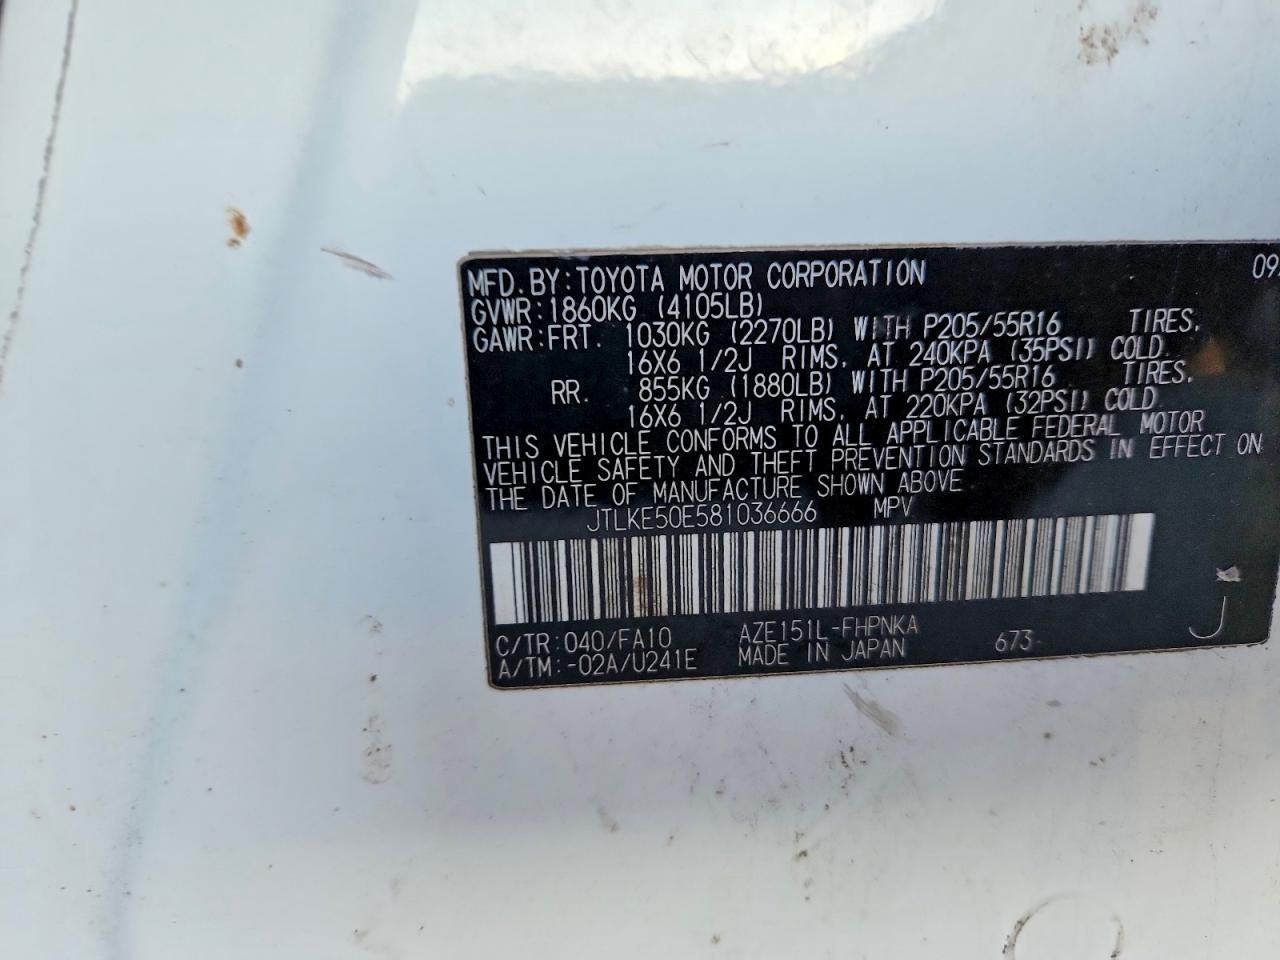 MFD. BY: TOYOTA MOTOR CORPORATION 09
GVWR: 1860KG (4105LB)
GAWR: FRT. 1030KG (2270LB) WITH P205/55R16 TIRES,
16X6 1/2J RIMS, AT 240KPA (35PSI) COLD.
RR. 855KG (1880LB) WITH P205/55R16 TIRES,
16X6 1/2J RIMS, AT 220KPA (32PSI) COLD.
THIS VEHICLE CONFORMS TO ALL APPLICABLE FEDERAL MOTOR
VEHICLE SAFETY AND THEFT PREVENTION STANDARDS IN EFFECT ON
THE DATE OF MANUFACTURE SHOWN ABOVE
JTLKE50E581036666 MPV
C/TR: 040/FA10 AZE151L-FHPNKA
A/TM: -02A/U241E MADE IN JAPAN 673- J